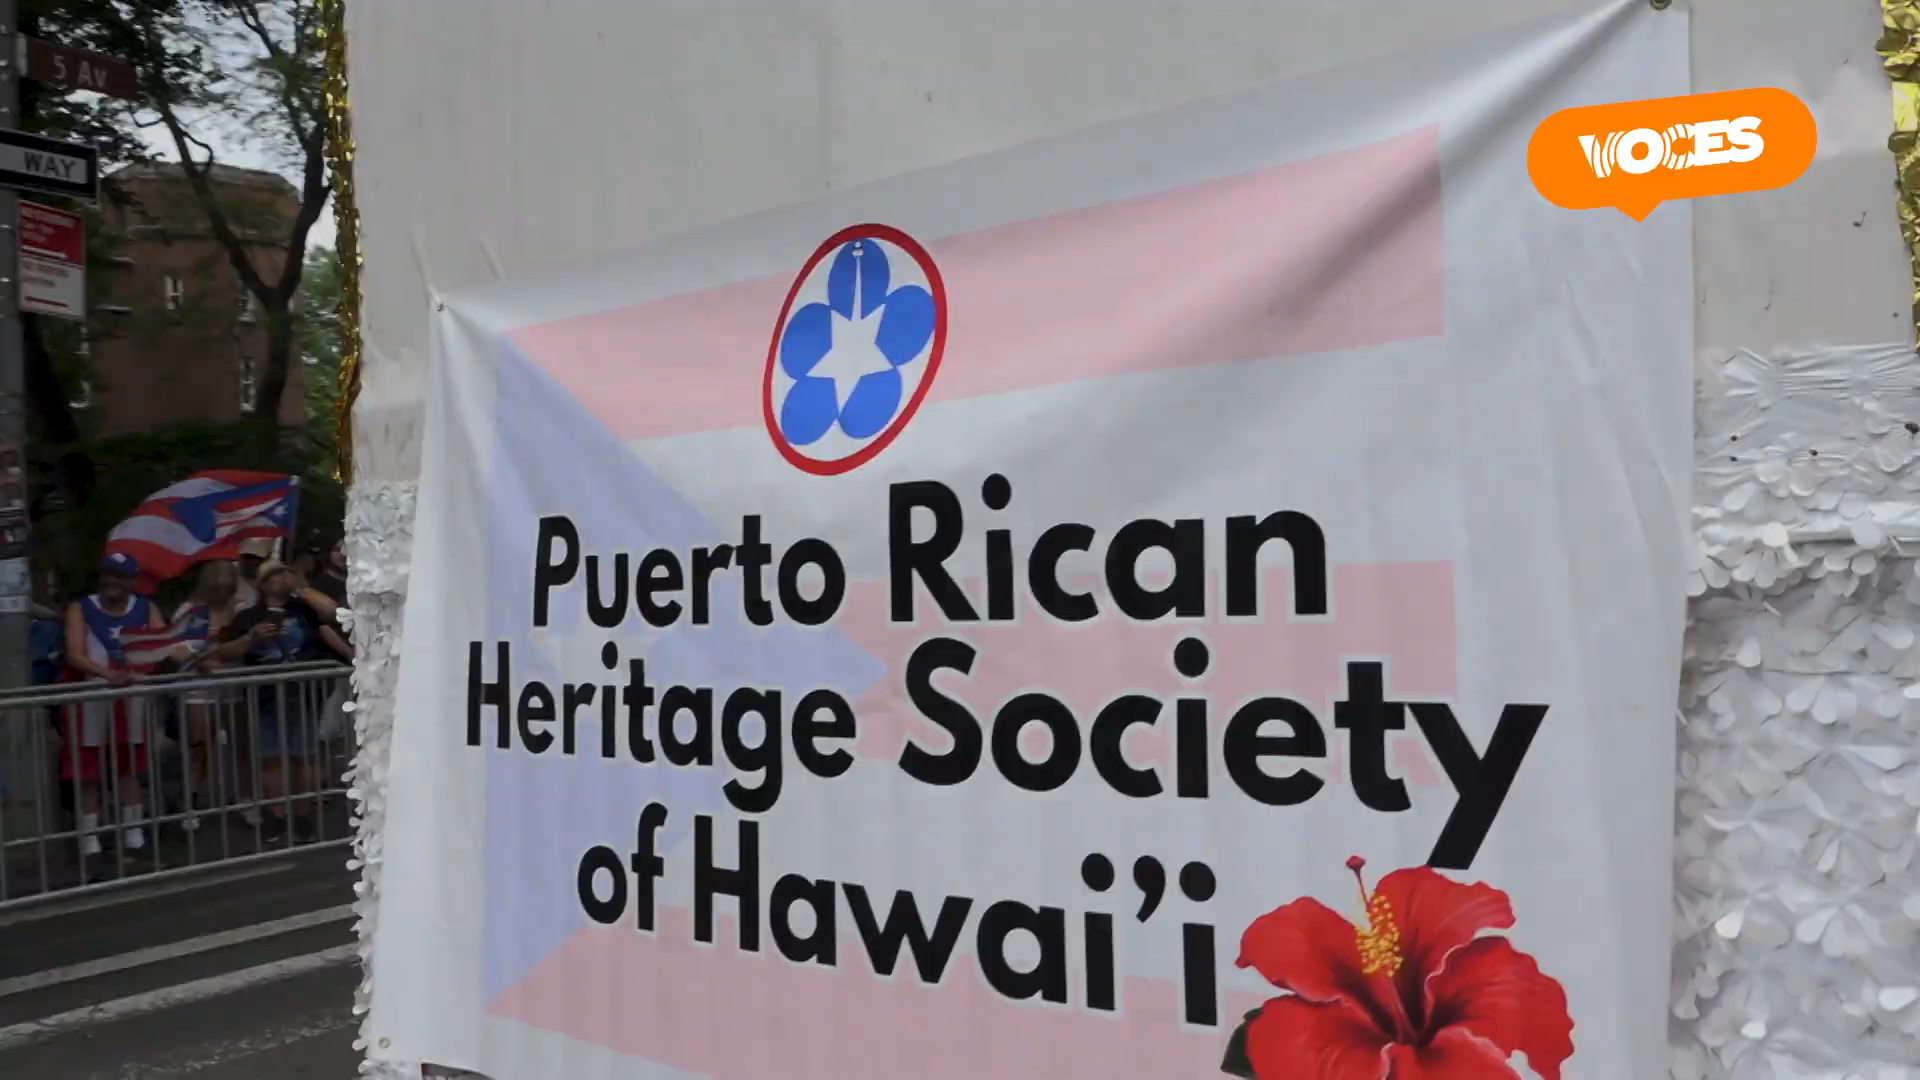 5 Av
WAY
VOCES
Puerto Rican
Heritage Society
of Hawai’i